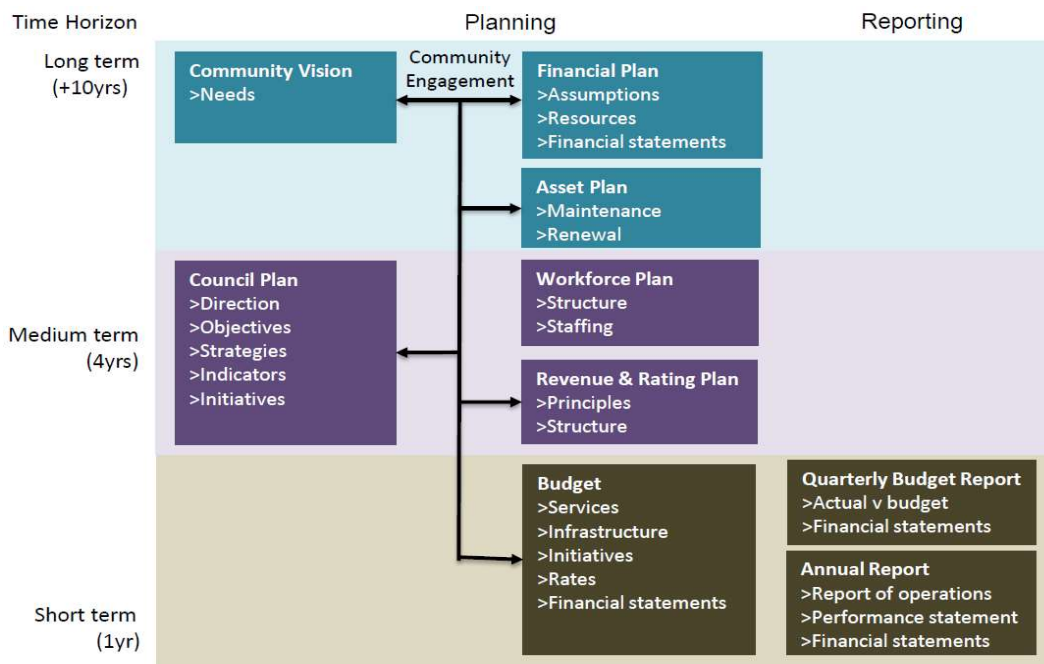 Time Horizon
Planning
Reporting
Long term
(+10yrs)
Community Vision
>Needs
Community
Engagement
Financial Plan
>Assumptions
>Resources
>Financial statements
Asset Plan
>Maintenance
>Renewal
Medium term
(4yrs)
Council Plan
>Direction
>Objectives
>Strategies
>Indicators
>Initiatives
Workforce Plan
>Structure
>Staffing
Revenue & Rating Plan
>Principles
>Structure
Short term
(1yr)
Budget
>Services
>Infrastructure
>Initiatives
>Rates
>Financial statements
Quarterly Budget Report
>Actual v budget
>Financial statements
Annual Report
>Report of operations
>Performance statement
>Financial statements